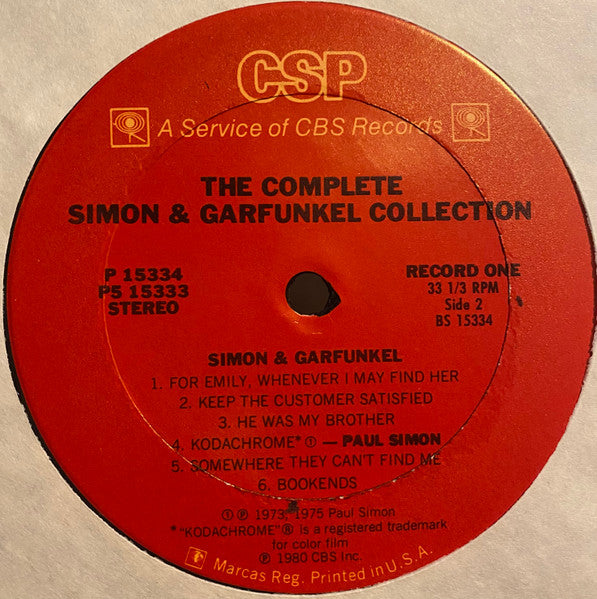 CSP
A Service of CBS Records
THE COMPLETE
SIMON & GARFUNKEL COLLECTION
P 15334
P5 15333
STEREO
RECORD ONE
33 1/3 RPM
Side 2
BS 15334
SIMON & GARFUNKEL
1. FOR EMILY, WHENEVER I MAY FIND HER
2. KEEP THE CUSTOMER SATISFIED
3. HE WAS MY BROTHER
4. KODACHROME* ① — PAUL SIMON
5. SOMEWHERE THEY CAN'T FIND ME
6. BOOKENDS
① ℗ 1973, 1975 Paul Simon
*"KODACHROME"® Is a registered trademark
for color film
℗ 1980 CBS Inc.
Marcas Reg. Printed in U.S.A.